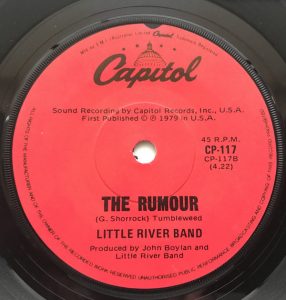 Capitol
Sound Recording by Capitol Records, Inc., U.S.A.
First Published © ℗ 1979 in U.S.A.
45 R.P.M.
CP-117
CP-117B
(4.22)
THE RUMOUR
(G. Shorrock) Tumbleweed
LITTLE RIVER BAND
Produced by John Boylan and
Little River Band